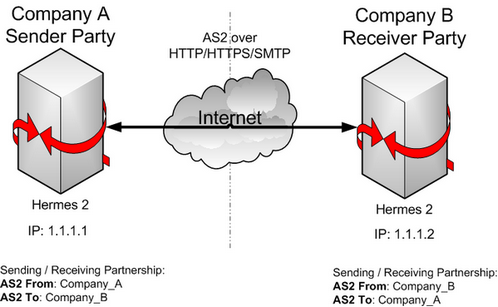 Company A
Sender Party
AS2 over
HTTP/HTTPS/SMTP
Company B
Receiver Party
Internet
Hermes 2
IP: 1.1.1.1
Hermes 2
IP: 1.1.1.2
Sending / Receiving Partnership:
AS2 From: Company_A
AS2 To: Company_B
Sending / Receiving Partnership:
AS2 From: Company_B
AS2 To: Company_A